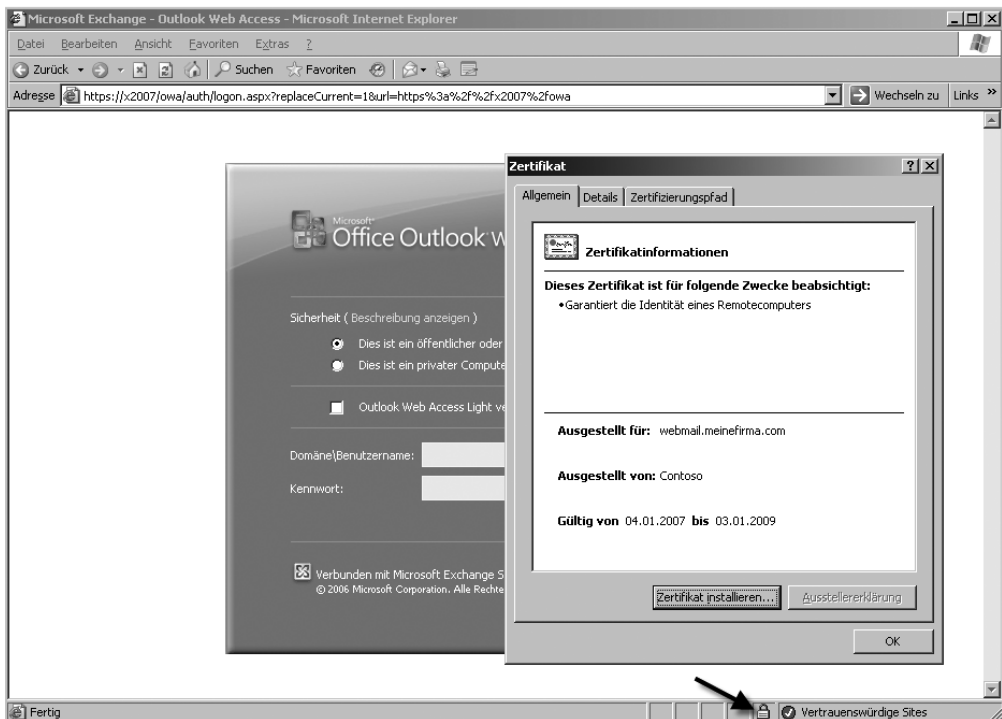 Microsoft Exchange - Outlook Web Access - Microsoft Internet Explorer
Datei Bearbeiten Ansicht Favoriten Extras ?
Zurück Suchen Favoriten
Adresse https://x2007/owa/auth/logon.aspx?replaceCurrent=1&url=https%3a%2f%2fx2007%2fowa Wechseln zu Links »
Microsoft
Office Outlook W
Sicherheit ( Beschreibung anzeigen )
Dies ist ein öffentlicher oder
Dies ist ein privater Compute
Outlook Web Access Light ve
Domäne\Benutzername:
Kennwort:
Verbunden mit Microsoft Exchange S
© 2006 Microsoft Corporation. Alle Rechte
Zertifikat
Allgemein Details Zertifizierungspfad
Zertifikatinformationen
Dieses Zertifikat ist für folgende Zwecke beabsichtigt:
•Garantiert die Identität eines Remotecomputers
Ausgestellt für: webmail.meinefirma.com
Ausgestellt von: Contoso
Gültig von 04.01.2007 bis 03.01.2009
Zertifikat installieren... Ausstellererklärung
OK
Fertig Vertrauenswürdige Sites